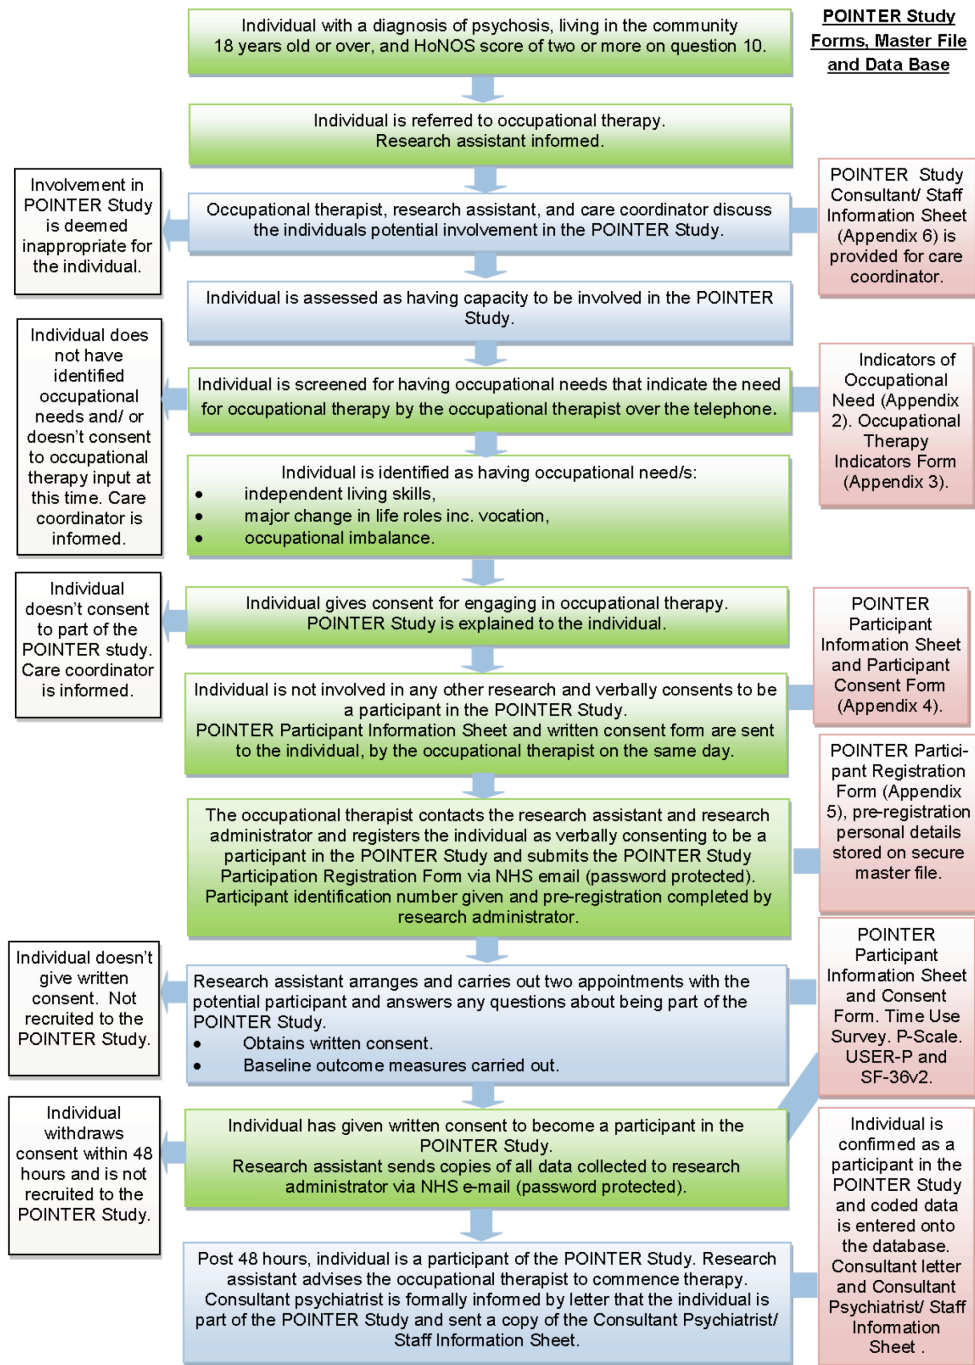 Individual with a diagnosis of psychosis, living in the community
18 years old or over, and HoNOS score of two or more on question 10.
POINTER Study
Forms, Master File
and Data Base
Individual is referred to occupational therapy.
Research assistant informed.
Involvement in
POINTER Study
is deemed
inappropriate for
the individual.
Occupational therapist, research assistant, and care coordinator discuss
the individuals potential involvement in the POINTER Study.
POINTER Study
Consultant/ Staff
Information Sheet
(Appendix 6) is
provided for care
coordinator.
Individual is assessed as having capacity to be involved in the POINTER
Study.
Individual does
not have
identified
occupational
needs and/ or
doesn't consent
to occupational
therapy input at
this time. Care
coordinator is
informed.
Individual is screened for having occupational needs that indicate the need
for occupational therapy by the occupational therapist over the telephone.
Indicators of
Occupational
Need (Appendix
2). Occupational
Therapy
Indicators Form
(Appendix 3).
Individual is identified as having occupational need/s:
• independent living skills,
• major change in life roles inc. vocation,
• occupational imbalance.
Individual
doesn't consent
to part of the
POINTER study.
Care coordinator
is informed.
Individual gives consent for engaging in occupational therapy.
POINTER Study is explained to the individual.
POINTER
Participant
Information Sheet
and Participant
Consent Form
(Appendix 4).
Individual is not involved in any other research and verbally consents to be
a participant in the POINTER Study.
POINTER Participant Information Sheet and written consent form are sent
to the individual, by the occupational therapist on the same day.
POINTER Partici-
pant Registration
Form (Appendix
5), pre-registration
personal details
stored on secure
master file.
The occupational therapist contacts the research assistant and research
administrator and registers the individual as verbally consenting to be a
participant in the POINTER Study and submits the POINTER Study
Participation Registration Form via NHS email (password protected).
Participant identification number given and pre-registration completed by
research administrator.
Individual doesn't
give written
consent. Not
recruited to the
POINTER Study.
Research assistant arranges and carries out two appointments with the
potential participant and answers any questions about being part of the
POINTER Study.
• Obtains written consent.
• Baseline outcome measures carried out.
POINTER
Participant
Information Sheet
and Consent
Form. Time Use
Survey. P-Scale.
USER-P and
SF-36v2.
Individual
withdraws
consent within 48
hours and is not
recruited to the
POINTER Study.
Individual has given written consent to become a participant in the
POINTER Study.
Research assistant sends copies of all data collected to research
administrator via NHS e-mail (password protected).
Individual is
confirmed as a
participant in the
POINTER Study
and coded data
is entered onto
the database.
Consultant letter
and Consultant
Psychiatrist/ Staff
Information
Sheet .
Post 48 hours, individual is a participant of the POINTER Study. Research
assistant advises the occupational therapist to commence therapy.
Consultant psychiatrist is formally informed by letter that the individual is
part of the POINTER Study and sent a copy of the Consultant Psychiatrist/
Staff Information Sheet.